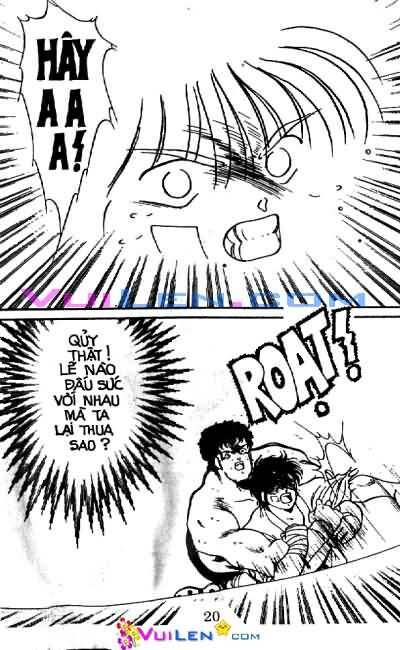 HÂY
A A
A!
VUILEN.COM
QỦY
THẬT!
LẼ NÀO
ĐẤU SỨC
VỚI NHAU
MÀ TA
LẠI THUA
SAO?
ROẠT!!
20
VUILEN.COM